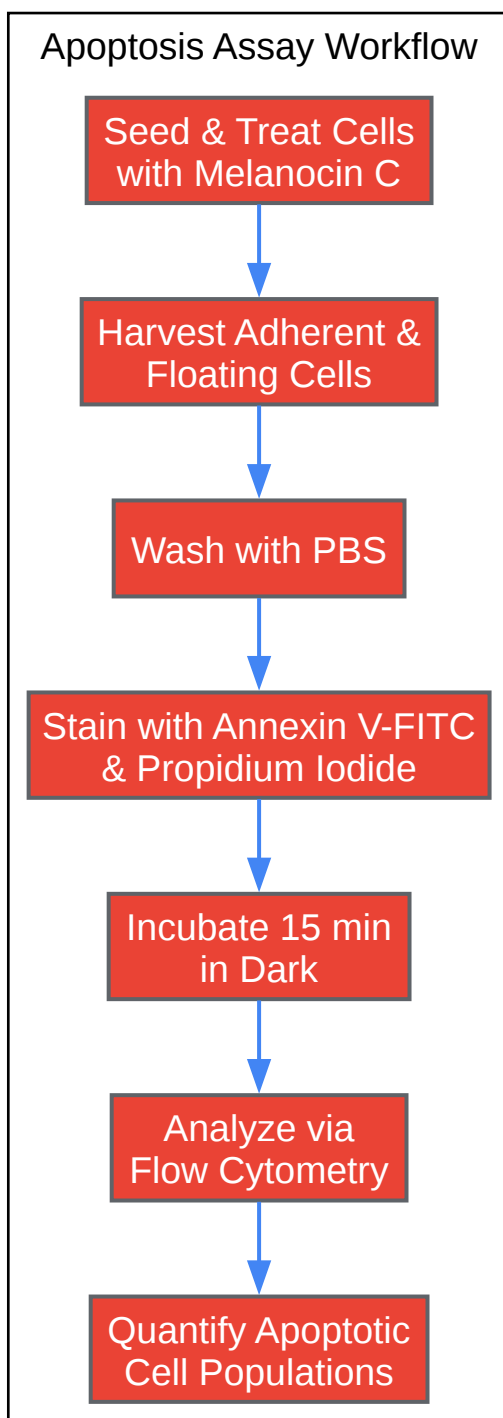 Apoptosis Assay Workflow
Seed & Treat Cells
with Melanocin C
Harvest Adherent &
Floating Cells
Wash with PBS
Stain with Annexin V-FITC
& Propidium Iodide
Incubate 15 min
in Dark
Analyze via
Flow Cytometry
Quantify Apoptotic
Cell Populations